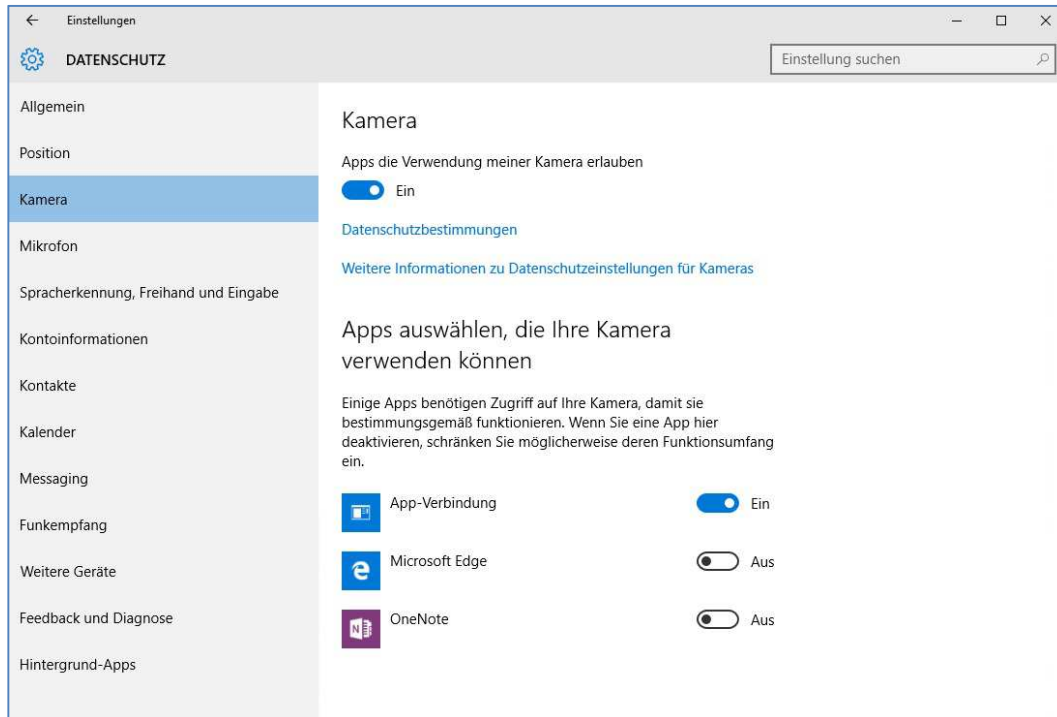 Einstellungen
DATENSCHUTZ
Einstellung suchen
Allgemein
Position
Kamera
Mikrofon
Spracherkennung, Freihand und Eingabe
Kontoinformationen
Kontakte
Kalender
Messaging
Funkempfang
Weitere Geräte
Feedback und Diagnose
Hintergrund-Apps
Kamera
Apps die Verwendung meiner Kamera erlauben
Ein
Datenschutzbestimmungen
Weitere Informationen zu Datenschutzeinstellungen für Kameras
Apps auswählen, die Ihre Kamera
verwenden können
Einige Apps benötigen Zugriff auf Ihre Kamera, damit sie
bestimmungsgemäß funktionieren. Wenn Sie eine App hier
deaktivieren, schränken Sie möglicherweise deren Funktionsumfang
ein.
App-Verbindung Ein
Microsoft Edge Aus
OneNote Aus